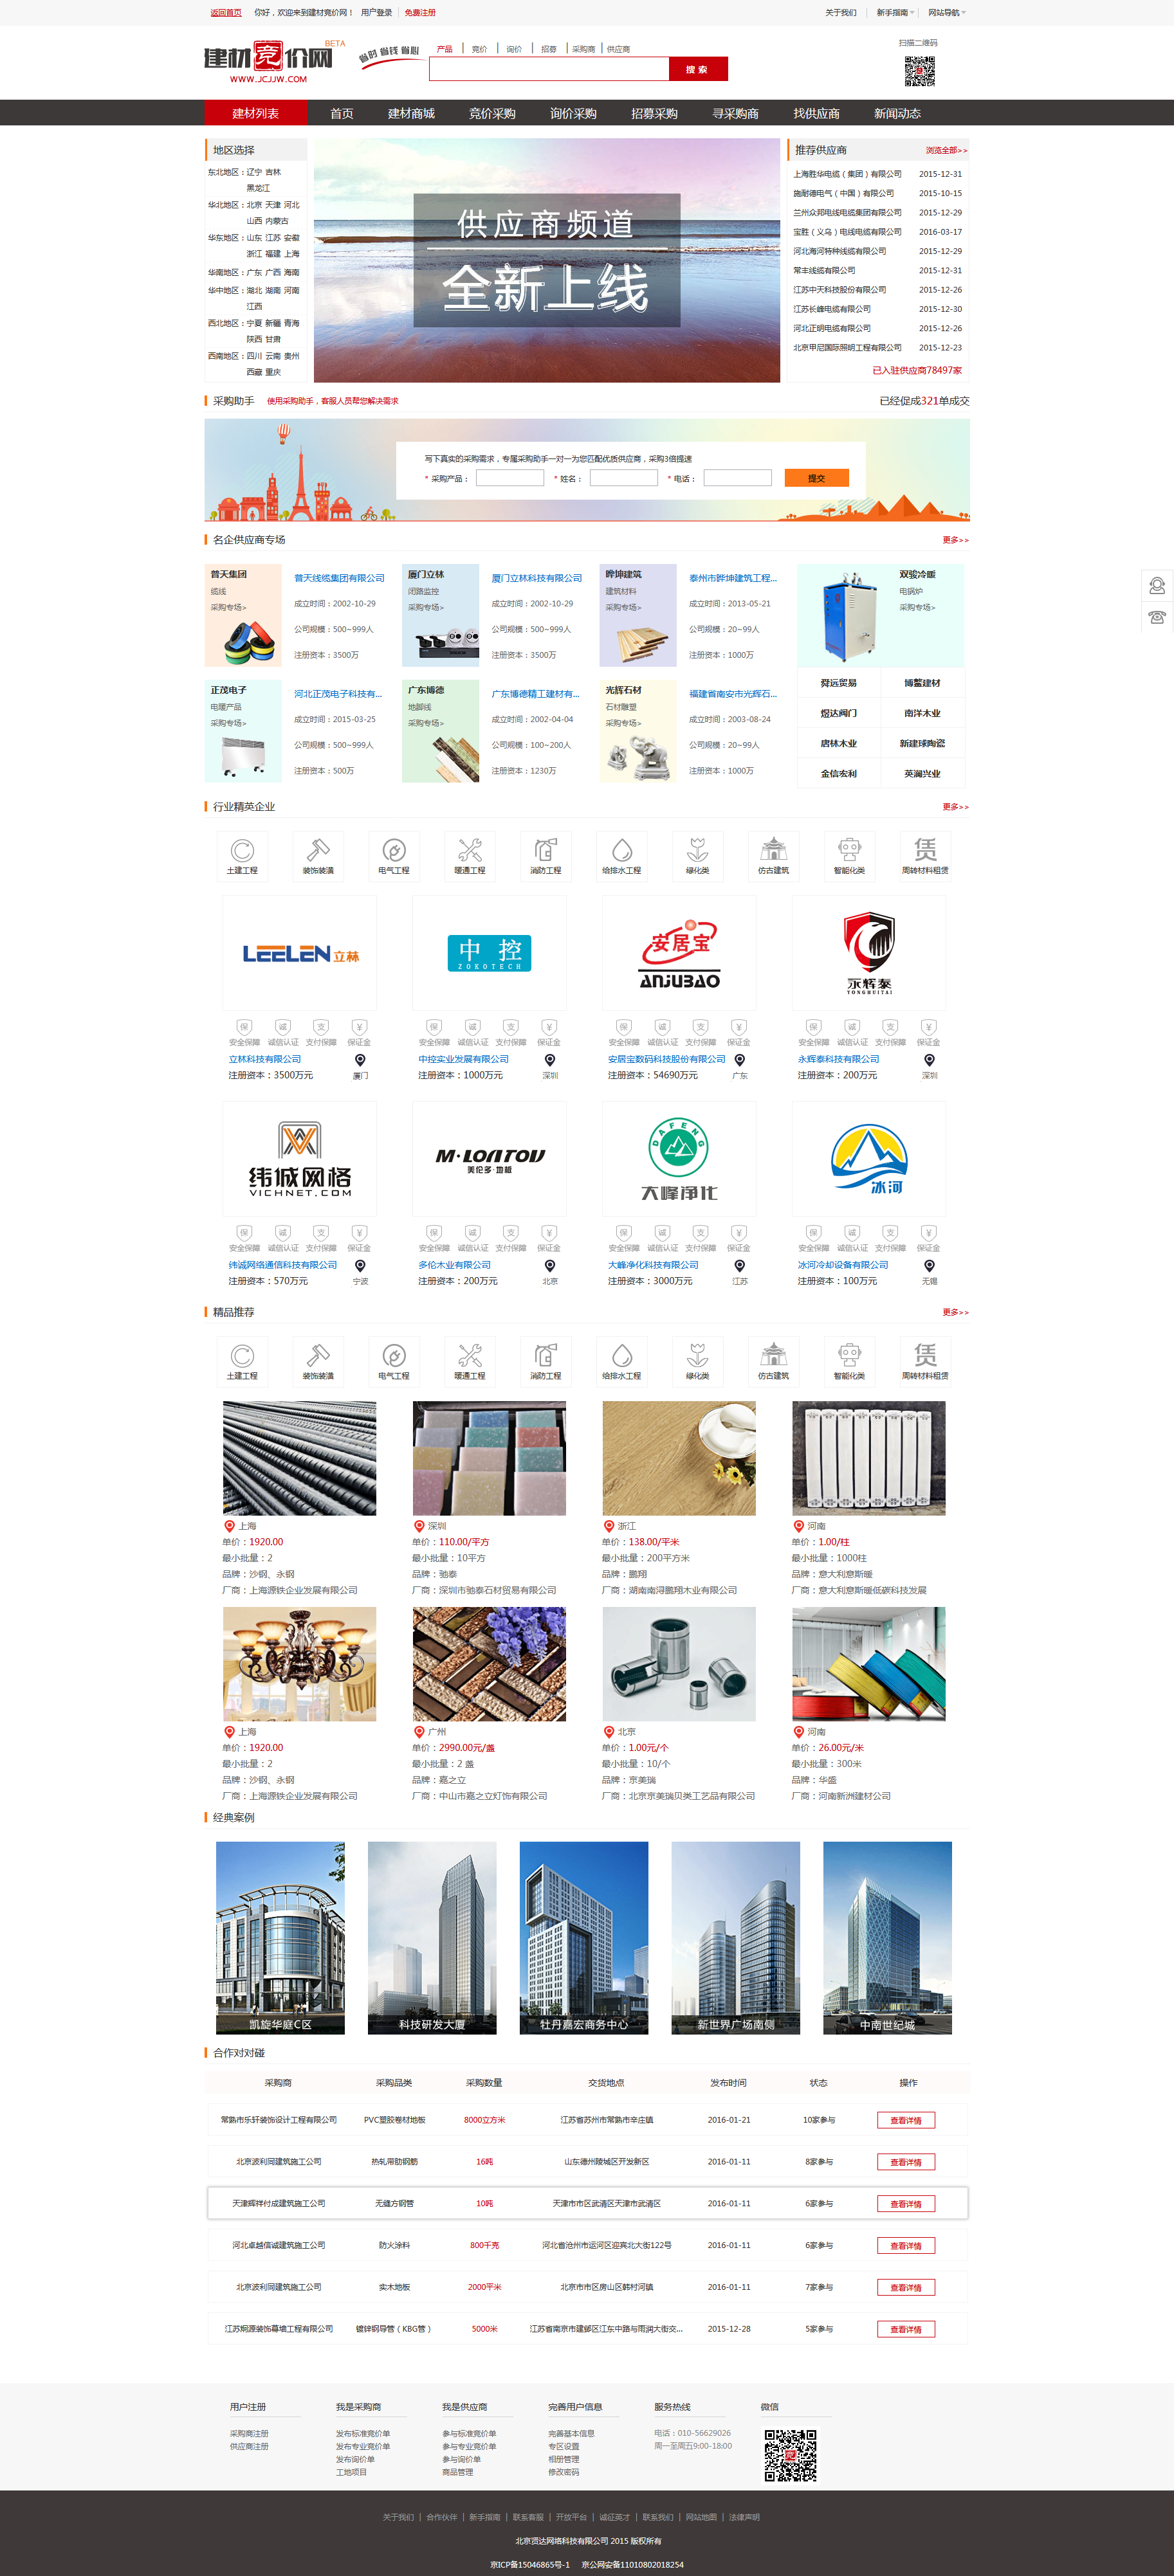 返回首页 你好，欢迎来到建材竞价网！ 用户登录 免费注册 关于我们 新手指南 网站导航
建材竞价网 BETA
WWW.JCJJW.COM
省时 省钱 省心
产品 竞价 询价 招募 采购商 供应商
搜索
扫描二维码
建材列表 首页 建材商城 竞价采购 询价采购 招募采购 寻采购商 找供应商 新闻动态
地区选择
东北地区：辽宁 吉林
黑龙江
华北地区：北京 天津 河北
山西 内蒙古
华东地区：山东 江苏 安徽
浙江 福建 上海
华南地区：广东 广西 海南
华中地区：湖北 湖南 河南
江西
西北地区：宁夏 新疆 青海
陕西 甘肃
西南地区：四川 云南 贵州
西藏 重庆
供应商频道
全新上线
推荐供应商 浏览全部>>
上海胜华电缆（集团）有限公司 2015-12-31
施耐德电气（中国）有限公司 2015-10-15
兰州众邦电线电缆集团有限公司 2015-12-29
宝胜（义乌）电线电缆有限公司 2016-03-17
河北海河特种线缆有限公司 2015-12-29
常丰线缆有限公司 2015-12-31
江苏中天科技股份有限公司 2015-12-26
江苏长峰电缆有限公司 2015-12-30
河北正明电缆有限公司 2015-12-26
北京甲尼国际照明工程有限公司 2015-12-23
已入驻供应商78497家
采购助手 使用采购助手，客服人员帮您解决需求 已经促成321单成交
写下真实的采购需求，专属采购助手一对一为您匹配优质供应商，采购3倍提速
* 采购产品： * 姓名： * 电话： 提交
名企供应商专场 更多>>
普天集团
缆线
采购专场>
普天线缆集团有限公司
成立时间：2002-10-29
公司规模：500~999人
注册资本：3500万
厦门立林
闭路监控
采购专场>
厦门立林科技有限公司
成立时间：2002-10-29
公司规模：500~999人
注册资本：3500万
晔坤建筑
建筑材料
采购专场>
泰州市晔坤建筑工程...
成立时间：2013-05-21
公司规模：20~99人
注册资本：1000万
双骏冷暖
电锅炉
采购专场>
正茂电子
电暖产品
采购专场>
河北正茂电子科技有...
成立时间：2015-03-25
公司规模：500~999人
注册资本：500万
广东博德
地脚线
采购专场>
广东博德精工建材有...
成立时间：2002-04-04
公司规模：100~200人
注册资本：1230万
光辉石材
石材雕塑
采购专场>
福建省南安市光辉石...
成立时间：2003-08-24
公司规模：20~99人
注册资本：1000万
舜远贸易 博鳌建材
煜达阀门 南洋木业
唐林木业 新建球陶瓷
金信宏利 英澜兴业
行业精英企业 更多>>
土建工程 装饰装潢 电气工程 暖通工程 消防工程 给排水工程 绿化类 仿古建筑 智能化类 赁 周转材料租赁
LEELEN立林 中控 ZOKOTECH 安居宝 ANJUBAO 永辉泰 YONGHUITAI
保 诚 支 ¥ 保 诚 支 ¥ 保 诚 支 ¥ 保 诚 支 ¥
安全保障 诚信认证 支付保障 保证金 安全保障 诚信认证 支付保障 保证金 安全保障 诚信认证 支付保障 保证金 安全保障 诚信认证 支付保障 保证金
立林科技有限公司 中控实业发展有限公司 安居宝数码科技股份有限公司 永辉泰科技有限公司
注册资本：3500万元 厦门 注册资本：1000万元 深圳 注册资本：54690万元 广东 注册资本：200万元 深圳
纬诚网格 VICHNET.COM M·LONTOU 美伦多·地板 DAFENG 大峰净化 冰河
保 诚 支 ¥ 保 诚 支 ¥ 保 诚 支 ¥ 保 诚 支 ¥
安全保障 诚信认证 支付保障 保证金 安全保障 诚信认证 支付保障 保证金 安全保障 诚信认证 支付保障 保证金 安全保障 诚信认证 支付保障 保证金
纬诚网络通信科技有限公司 多伦木业有限公司 大峰净化科技有限公司 冰河冷却设备有限公司
注册资本：570万元 宁波 注册资本：200万元 北京 注册资本：3000万元 江苏 注册资本：100万元 无锡
精品推荐 更多>>
土建工程 装饰装潢 电气工程 暖通工程 消防工程 给排水工程 绿化类 仿古建筑 智能化类 赁 周转材料租赁
上海 深圳 浙江 河南
单价：1920.00 单价：110.00/平方 单价：138.00/平米 单价：1.00/柱
最小批量：2 最小批量：10平方 最小批量：200平方米 最小批量：1000柱
品牌：沙钢、永钢 品牌：驰泰 品牌：鹏翔 品牌：意大利意斯暖
厂商：上海源铁企业发展有限公司 厂商：深圳市驰泰石材贸易有限公司 厂商：湖南南浔鹏翔木业有限公司 厂商：意大利意斯暖低碳科技发展
上海 广州 北京 河南
单价：1920.00 单价：2990.00元/盏 单价：1.00元/个 单价：26.00元/米
最小批量：2 最小批量：2 盏 最小批量：10/个 最小批量：300米
品牌：沙钢、永钢 品牌：嘉之立 品牌：京美瑞 品牌：华盛
厂商：上海源铁企业发展有限公司 厂商：中山市嘉之立灯饰有限公司 厂商：北京京美瑞贝类工艺品有限公司 厂商：河南新洲建材公司
经典案例
凯旋华庭C区 科技研发大厦 牡丹嘉宏商务中心 新世界广场南侧 中南世纪城
合作对对碰
采购商 采购品类 采购数量 交货地点 发布时间 状态 操作
常熟市乐轩装饰设计工程有限公司 PVC塑胶卷材地板 8000立方米 江苏省苏州市常熟市辛庄镇 2016-01-21 10家参与 查看详情
北京波利同建筑施工公司 热轧带肋钢筋 16吨 山东德州陵城区开发新区 2016-01-11 8家参与 查看详情
天津辉祥付成建筑施工公司 无缝方钢管 10吨 天津市市区武清区天津市武清区 2016-01-11 6家参与 查看详情
河北卓越信诚建筑施工公司 防火涂料 800千克 河北省沧州市运河区迎宾北大街122号 2016-01-11 6家参与 查看详情
北京波利同建筑施工公司 实木地板 2000平米 北京市市区房山区韩村河镇 2016-01-11 7家参与 查看详情
江苏炯源装饰幕墙工程有限公司 镀锌钢导管（KBG管） 5000米 江苏省南京市建邺区江东中路与雨润大街交... 2015-12-28 5家参与 查看详情
用户注册 我是采购商 我是供应商 完善用户信息 服务热线 微信
采购商注册 发布标准竞价单 参与标准竞价单 完善基本信息 电话：010-56629026
供应商注册 发布专业竞价单 参与专业竞价单 专区设置 周一至周五9:00-18:00
发布询价单 参与询价单 相册管理
工地项目 商品管理 修改密码
关于我们 | 合作伙伴 | 新手指南 | 联系客服 | 开放平台 | 诚征英才 | 联系我们 | 网站地图 | 法律声明
北京贤达网络科技有限公司 2015 版权所有
京ICP备15046865号-1 京公网安备11010802018254